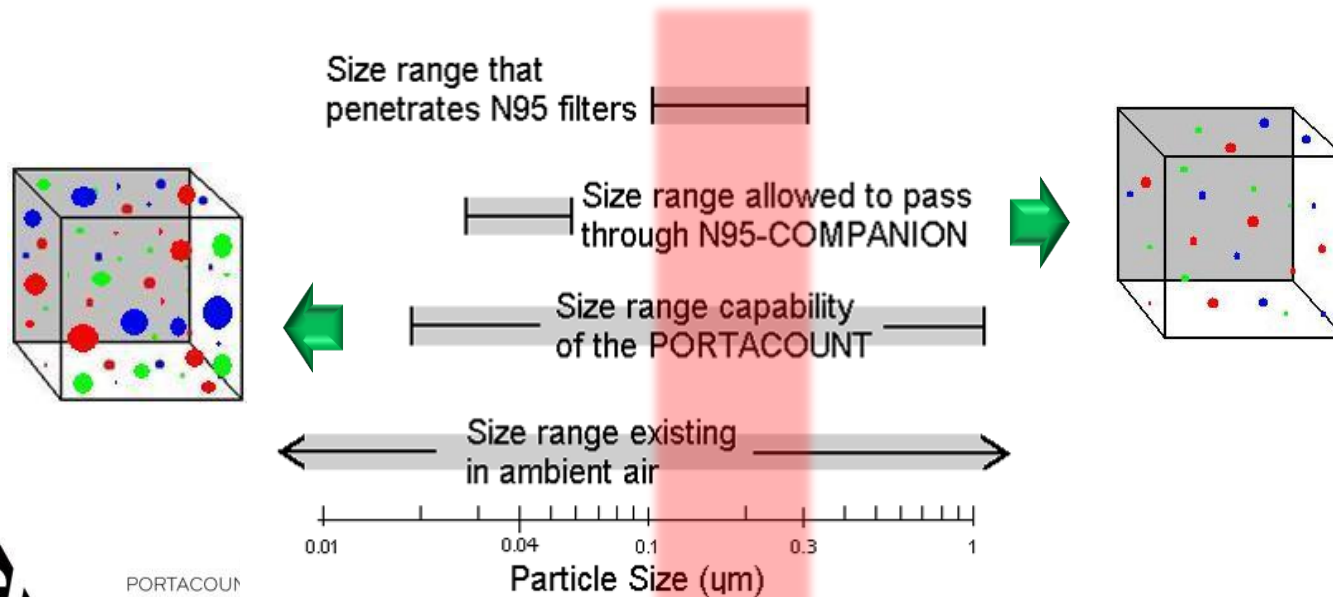 Size range that
penetrates N95 filters
Size range allowed to pass
through N95-COMPANION
Size range capability
of the PORTACOUNT
Size range existing
in ambient air
0.01 0.04 0.1 0.3 1
Particle Size (µm)